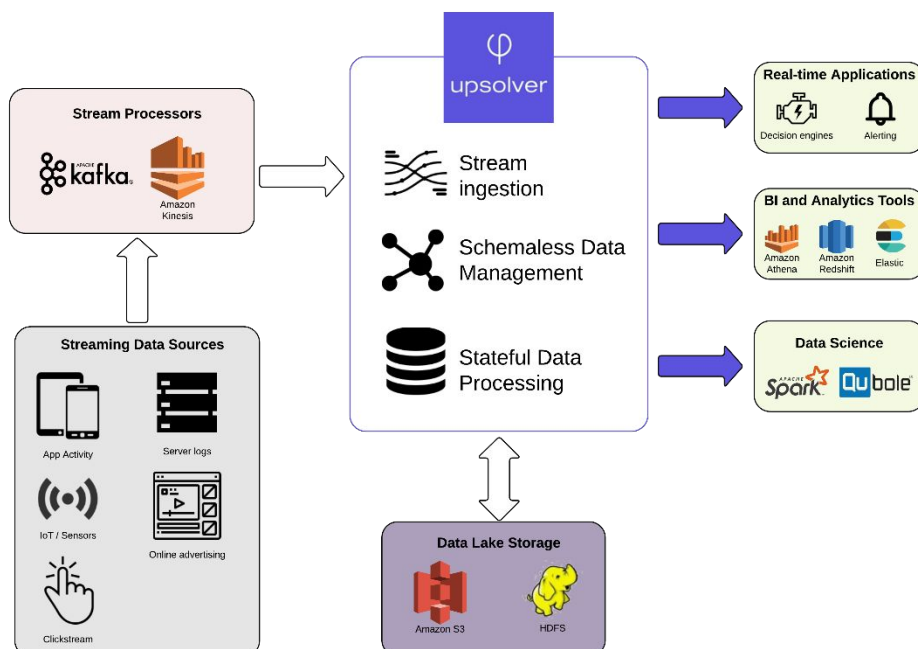 φ
upsolver
Stream Processors
APACHE
kafka®
Amazon
Kinesis
Streaming Data Sources
App Activity
Server logs
IoT / Sensors
Online advertising
Clickstream
Stream
ingestion
Schemaless Data
Management
Stateful Data
Processing
Data Lake Storage
Amazon S3
HDFS
Real-time Applications
Decision engines
Alerting
BI and Analytics Tools
Amazon
Athena
Amazon
Redshift
Elastic
Data Science
APACHE
Spark™
Qubole